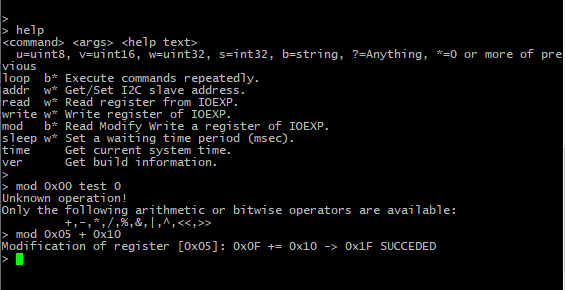 >
> help
<command> <args> <help text>
  u=uint8, v=uint16, w=uint32, s=int32, b=string, ?=Anything, *=0 or more of pre
vious
loop  b* Execute commands repeatedly.
addr  w* Get/Set I2C slave address.
read  w* Read register from IOEXP.
write w* Write register of IOEXP.
mod   b* Read Modify Write a register of IOEXP.
sleep w* Set a waiting time period (msec).
time     Get current system time.
ver      Get build information.
>
> mod 0x00 test 0
Unknown operation!
Only the following arithmetic or bitwise operators are available:
         +,-,*,/,%,&,|,^,<<,>>
> mod 0x05 + 0x10
Modification of register [0x05]: 0x0F += 0x10 -> 0x1F SUCCEDED
>